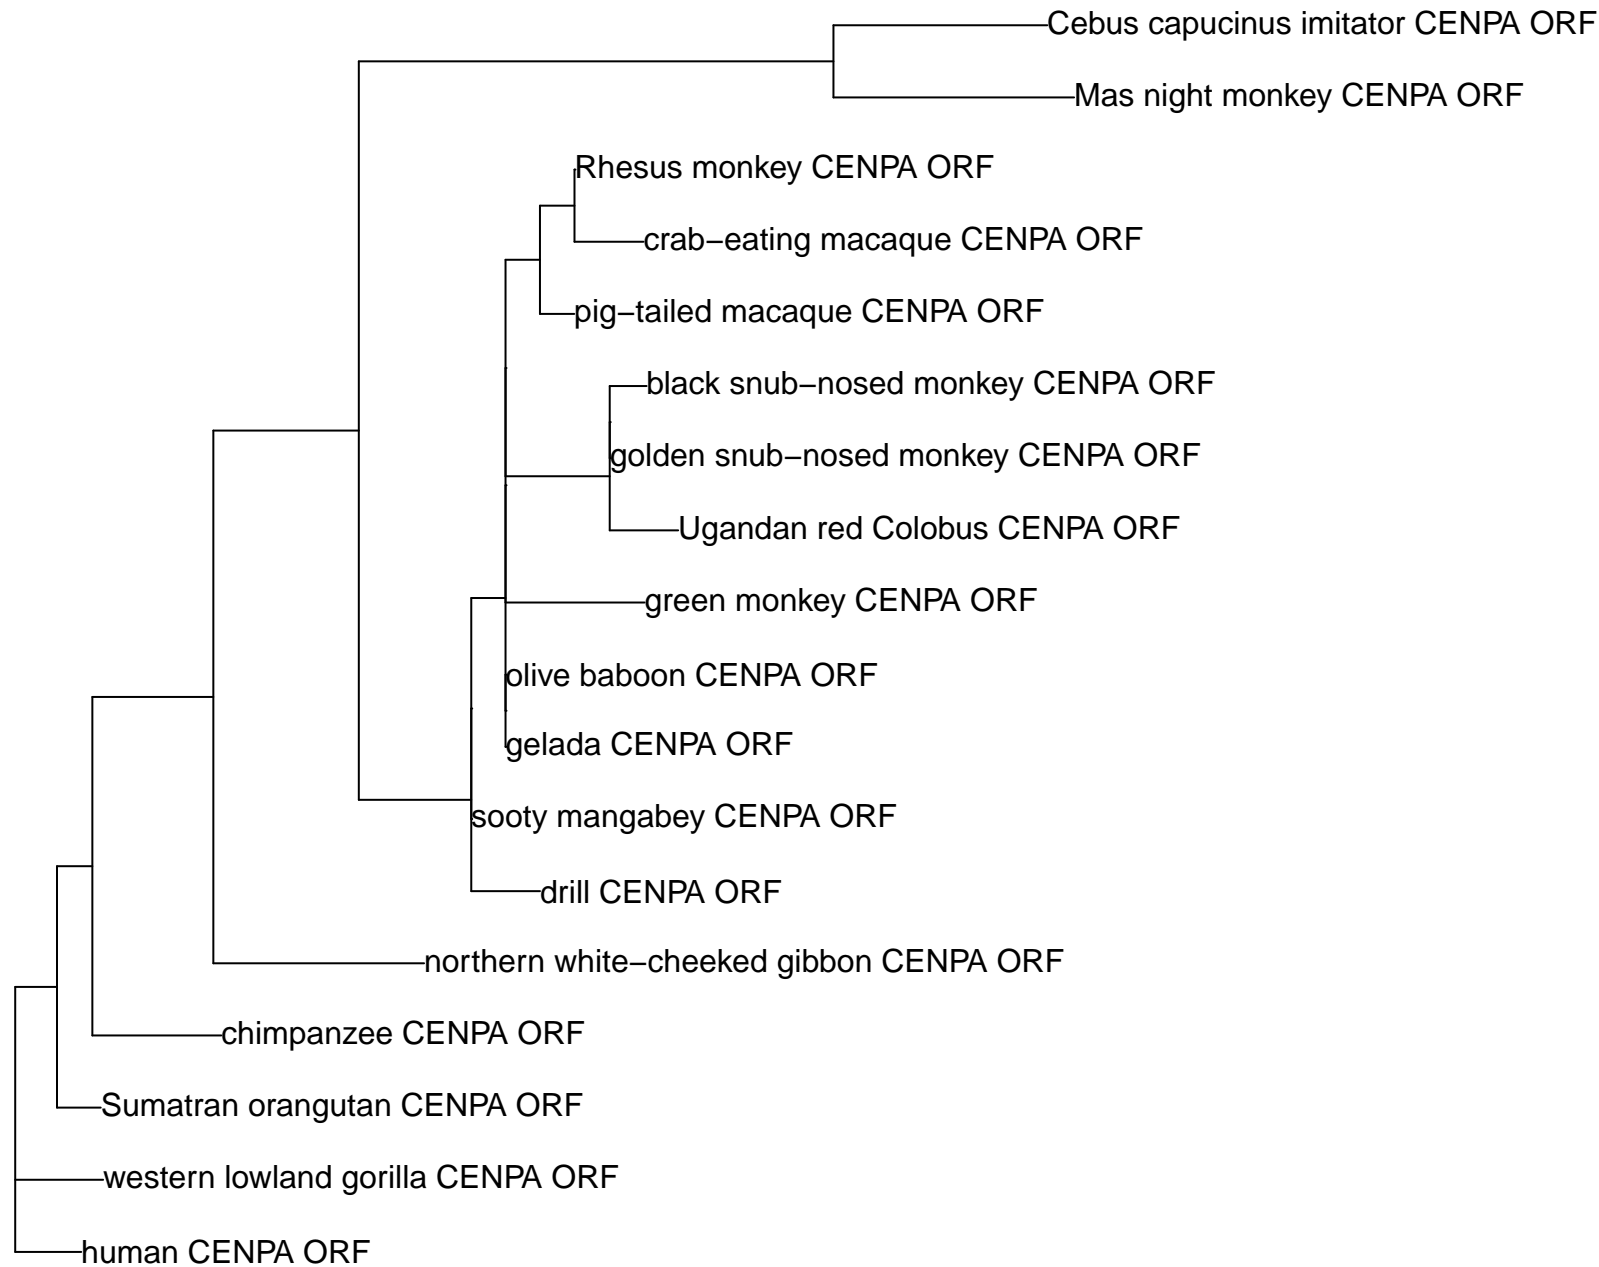 Cebus capucinus imitator CENPA ORF
Mas night monkey CENPA ORF
Rhesus monkey CENPA ORF
crab−eating macaque CENPA ORF
pig−tailed macaque CENPA ORF
black snub−nosed monkey CENPA ORF
golden snub−nosed monkey CENPA ORF
Ugandan red Colobus CENPA ORF
green monkey CENPA ORF
olive baboon CENPA ORF
gelada CENPA ORF
sooty mangabey CENPA ORF
drill CENPA ORF
northern white−cheeked gibbon CENPA ORF
chimpanzee CENPA ORF
Sumatran orangutan CENPA ORF
western lowland gorilla CENPA ORF
human CENPA ORF